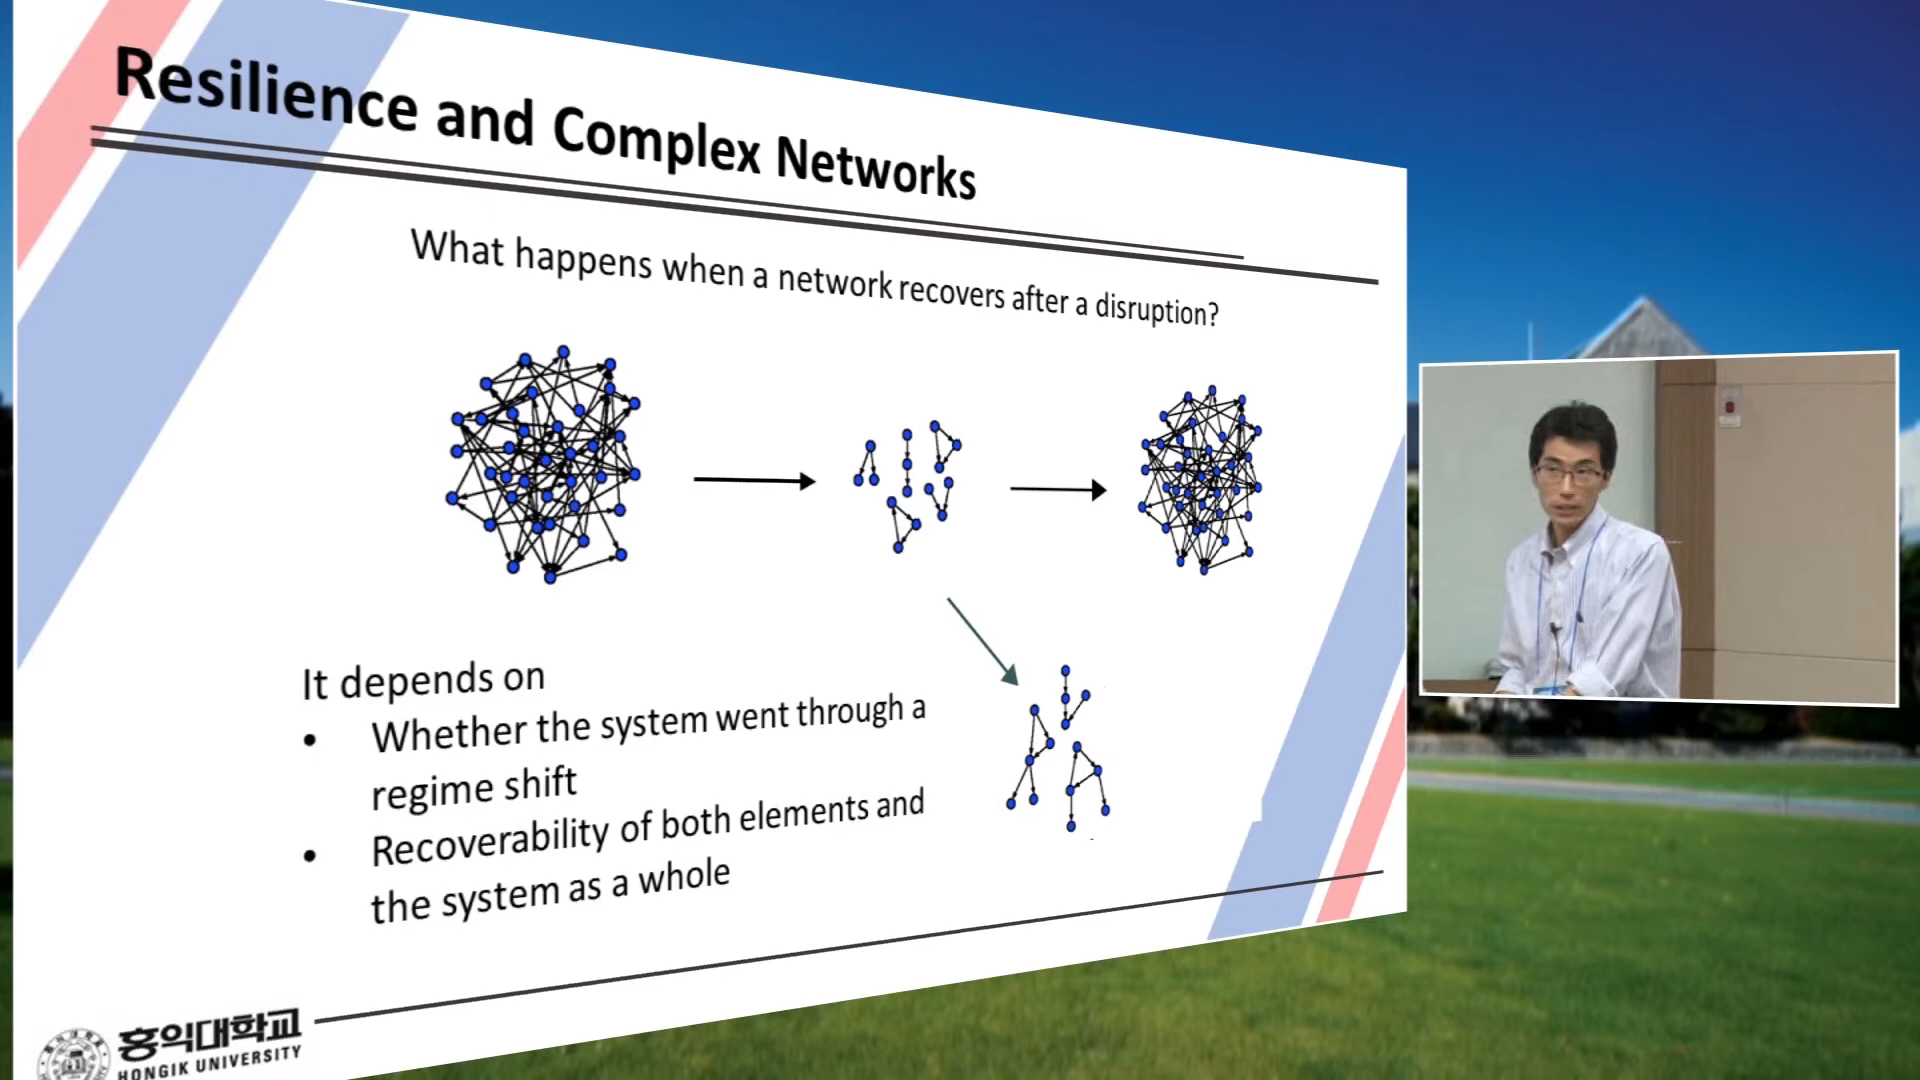 Resilience and Complex Networks
What happens when a network recovers after a disruption?
It depends on
• Whether the system went through a
regime shift
• Recoverability of both elements and
the system as a whole
홍익대학교
HONGIK UNIVERSITY